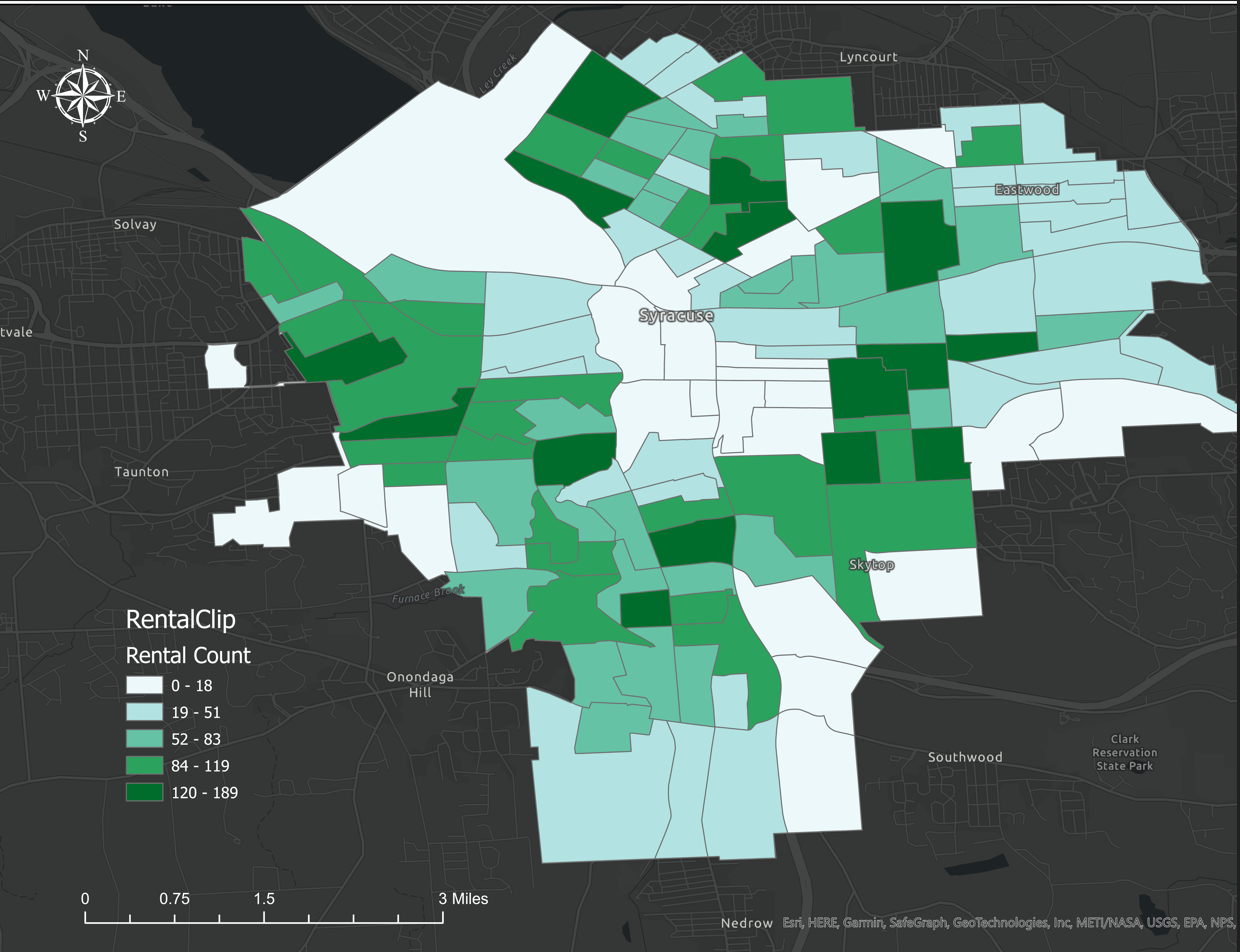 N
W E
S
Ley Creek
Lyncourt
Solvay
Eastwood
Syracuse
tvale
Taunton
Skytop
Furnace Brook
RentalClip
Rental Count
0 - 18
19 - 51
52 - 83
84 - 119
120 - 189
Onondaga
Hill
Southwood
Clark
Reservation
State Park
0 0.75 1.5 3 Miles
Nedrow
Esri, HERE, Garmin, SafeGraph, GeoTechnologies, Inc, METI/NASA, USGS, EPA, NPS,